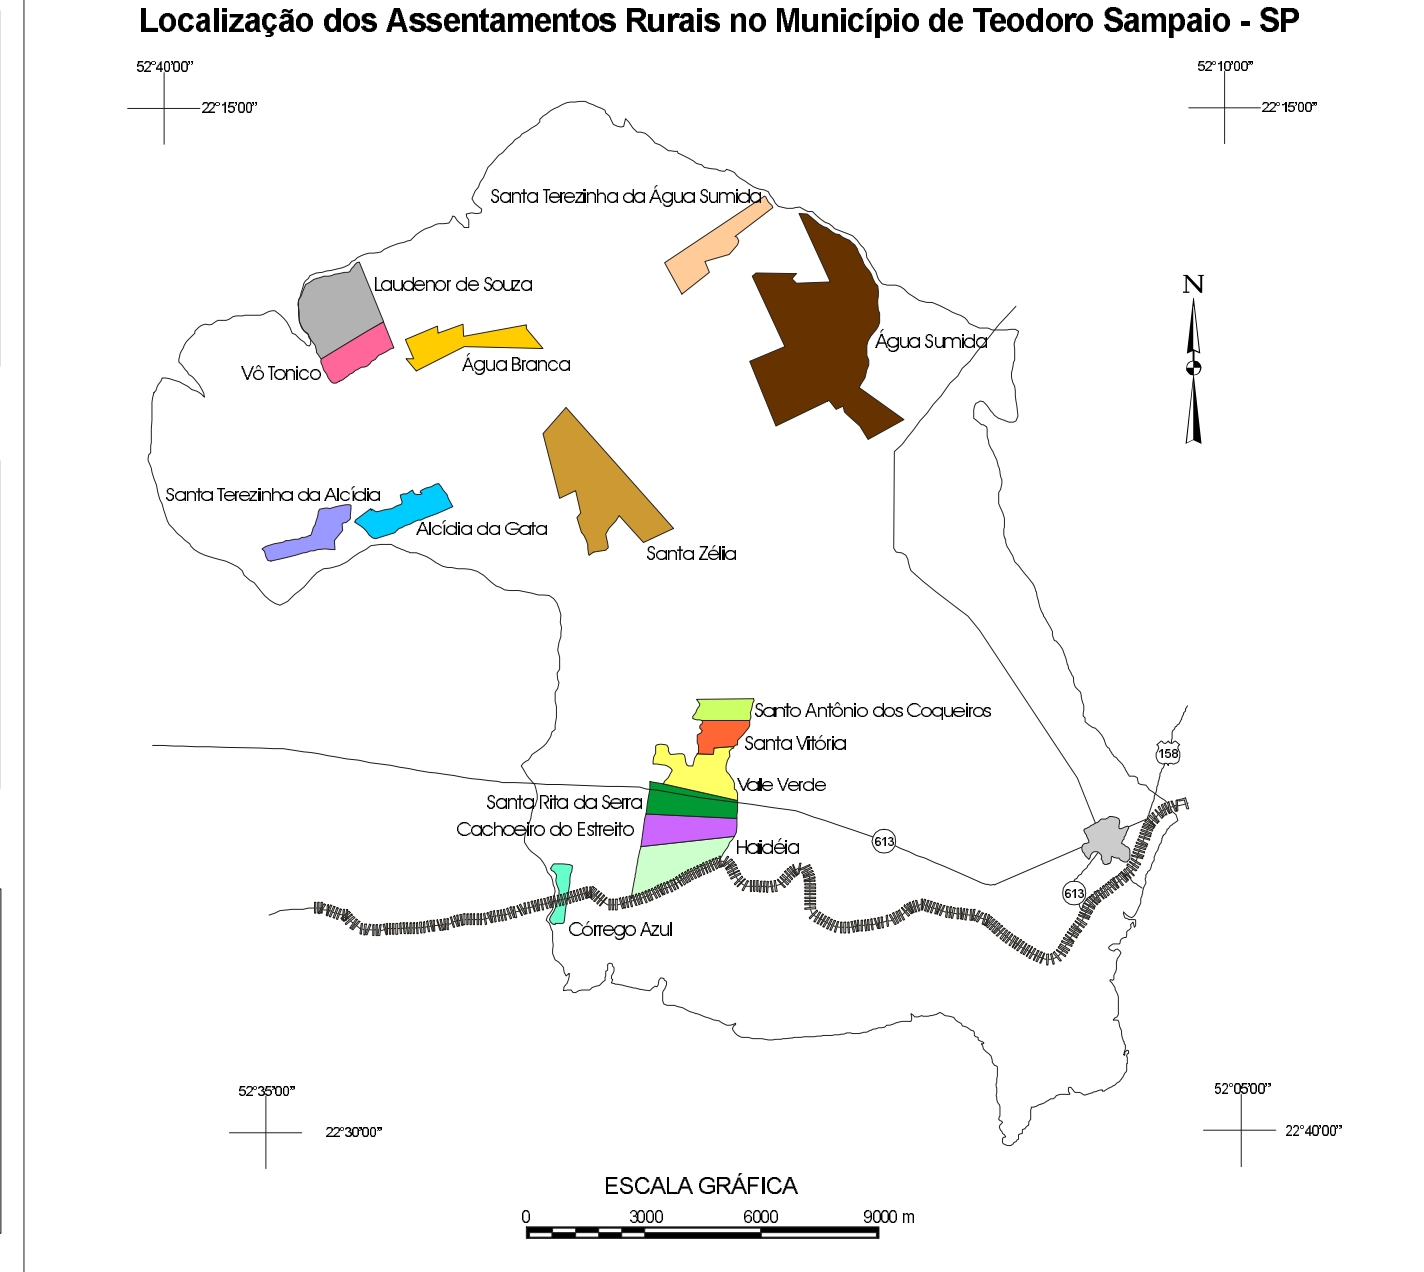 Localização dos Assentamentos Rurais no Município de Teodoro Sampaio - SP
52°40'00"
52°10'00"
22°15'00"
22°15'00"
Santa Terezinha da Água Sumida
Laudenor de Souza
N
Água Sumida
Água Branca
Vô Tonico
Santa Terezinha da Alcídia
Alcídia da Gata
Santa Zélia
Santo Antônio dos Coqueiros
Santa Vitória
158
Vale Verde
Santa Rita da Serra
Cachoeiro do Estreito
613
Haidéia
613
Córrego Azul
52°35'00"
52°05'00"
22°30'00"
22°40'00"
ESCALA GRÁFICA
0 3000 6000 9000 m